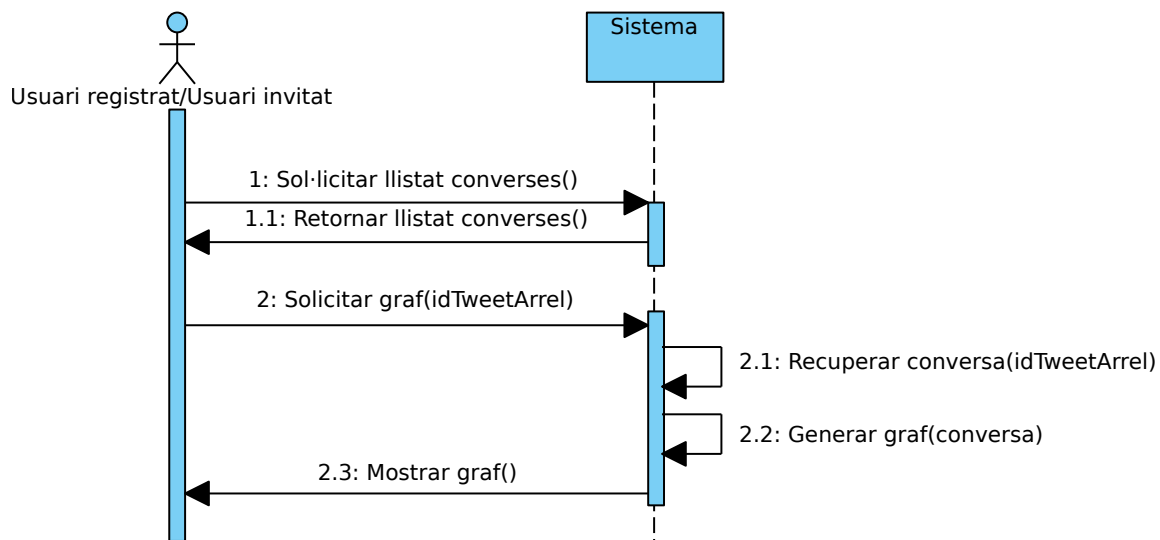 Sistema
Usuari registrat/Usuari invitat
1: Sol·licitar llistat converses()
1.1: Retornar llistat converses()
2: Solicitar graf(idTweetArrel)
2.1: Recuperar conversa(idTweetArrel)
2.2: Generar graf(conversa)
2.3: Mostrar graf()